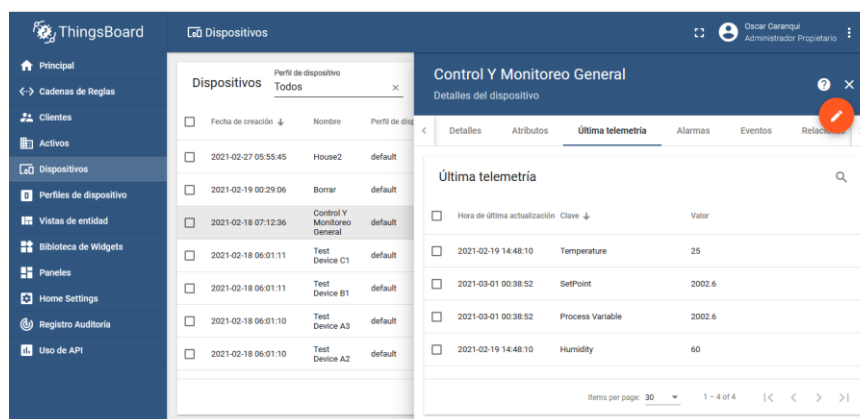 ThingsBoard
Dispositivos
Oscar Caranqui
Administrador Propietario
Principal
Cadenas de Reglas
Clientes
Activos
Dispositivos
Perfiles de dispositivo
Vistas de entidad
Bibloteca de Widgets
Paneles
Home Settings
Registro Auditoría
Uso de API
Dispositivos
Perfil de dispositivo
Todos
Fecha de creación Nombre Perfil de disp
2021-02-27 05:55:45 House2 default
2021-02-19 00:29:06 Borrar default
2021-02-18 07:12:36 Control Y Monitoreo General default
2021-02-18 06:01:11 Test Device C1 default
2021-02-18 06:01:11 Test Device B1 default
2021-02-18 06:01:10 Test Device A3 default
2021-02-18 06:01:10 Test Device A2 default
Control Y Monitoreo General
Detalles del dispositivo
Detalles Atributos Última telemetría Alarmas Eventos Relaciones
Última telemetría
Hora de última actualización Clave Valor
2021-02-19 14:48:10 Temperature 25
2021-03-01 00:38:52 SetPoint 2002.6
2021-03-01 00:38:52 Process Variable 2002.6
2021-02-19 14:48:10 Humidity 60
Items per page: 30 1 – 4 of 4